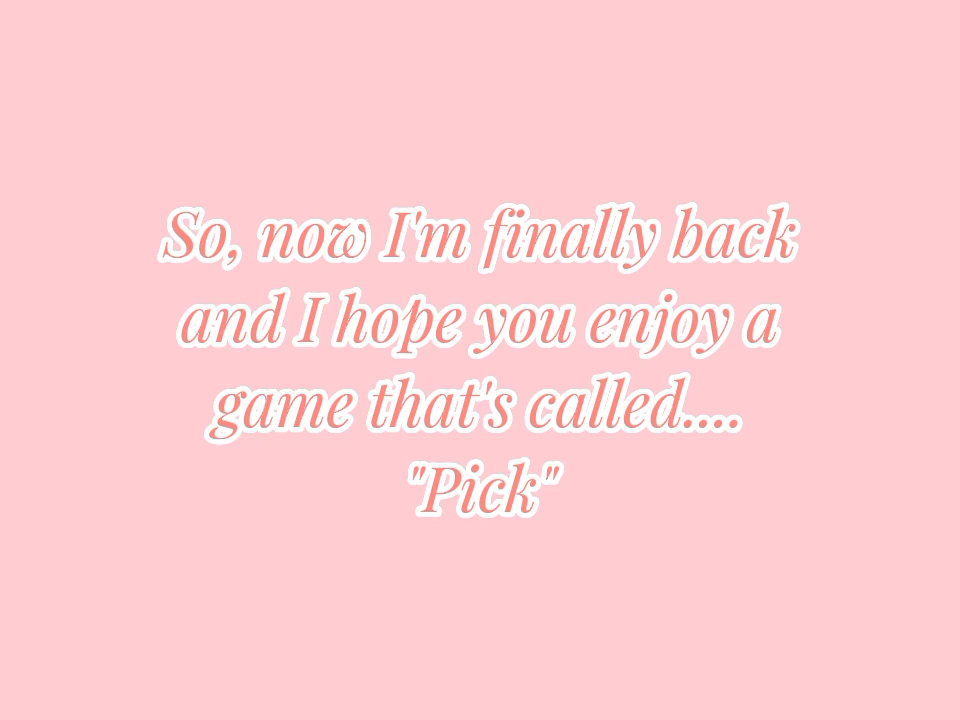 So, now I'm finally back
and I hope you enjoy a
game that's called....
"Pick"